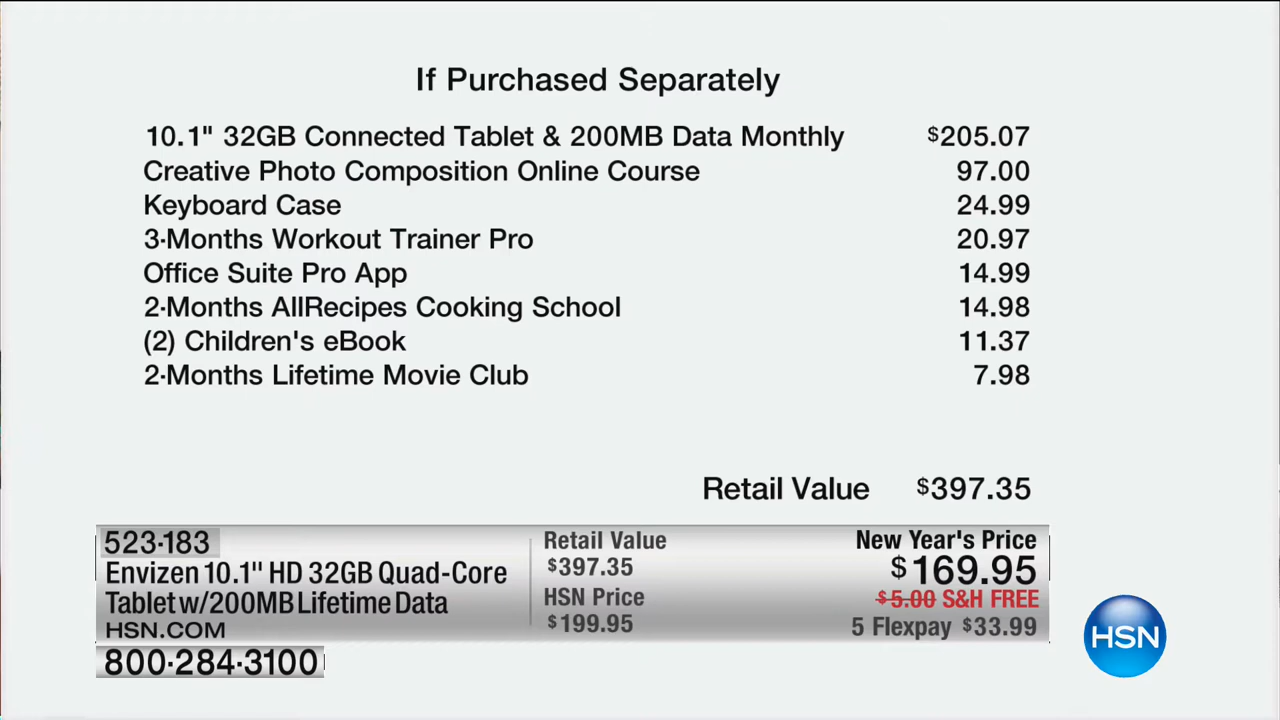 If Purchased Separately
10.1" 32GB Connected Tablet & 200MB Data Monthly $205.07
Creative Photo Composition Online Course 97.00
Keyboard Case 24.99
3-Months Workout Trainer Pro 20.97
Office Suite Pro App 14.99
2-Months AllRecipes Cooking School 14.98
(2) Children's eBook 11.37
2-Months Lifetime Movie Club 7.98
Retail Value $397.35
523-183
Envizen 10.1" HD 32GB Quad-Core
Tablet w/200MB Lifetime Data
HSN.COM
800-284-3100
Retail Value
$397.35
HSN Price
$199.95
New Year's Price
$169.95
$5.00 S&H FREE
5 Flexpay $33.99
HSN